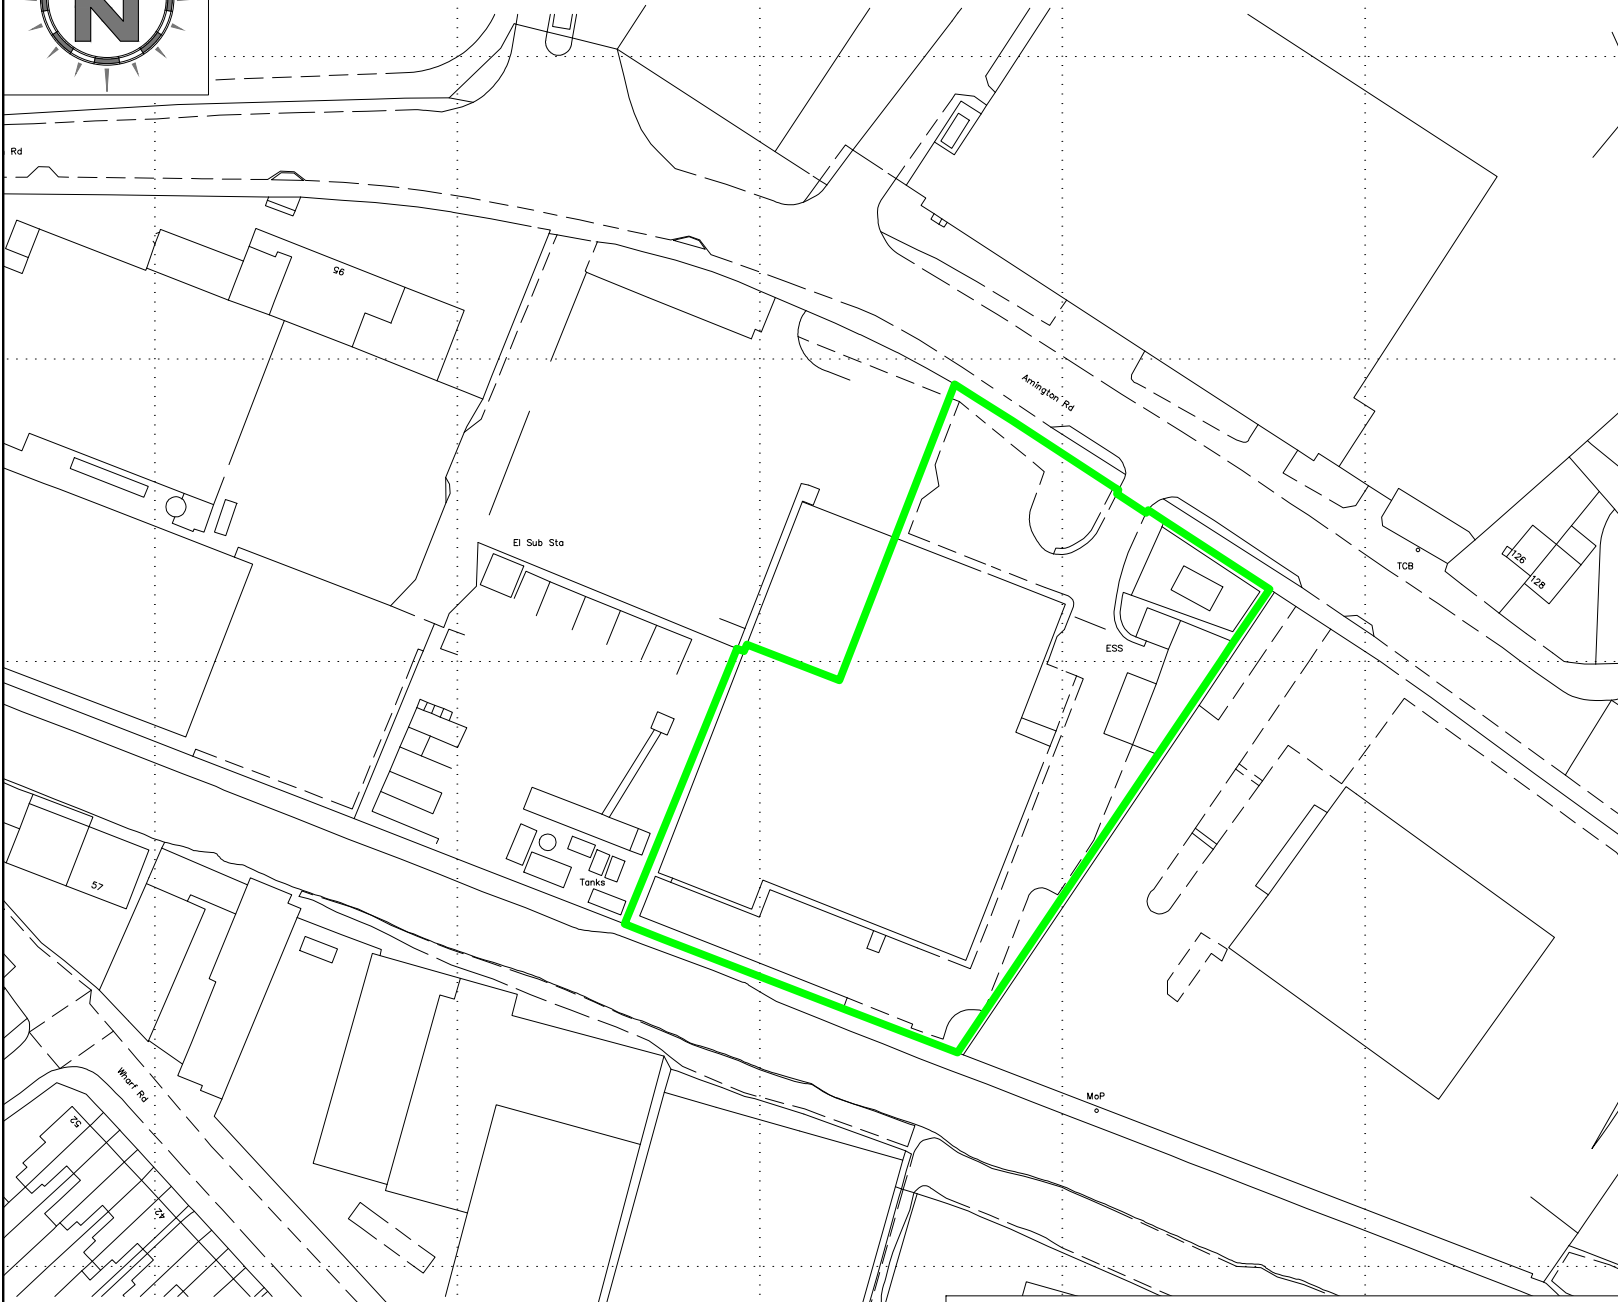 N
Rd
95
Amington Rd
El Sub Sta
TCB
126
128
ESS
Tanks
57
MoP
Wharf Rd
52
42